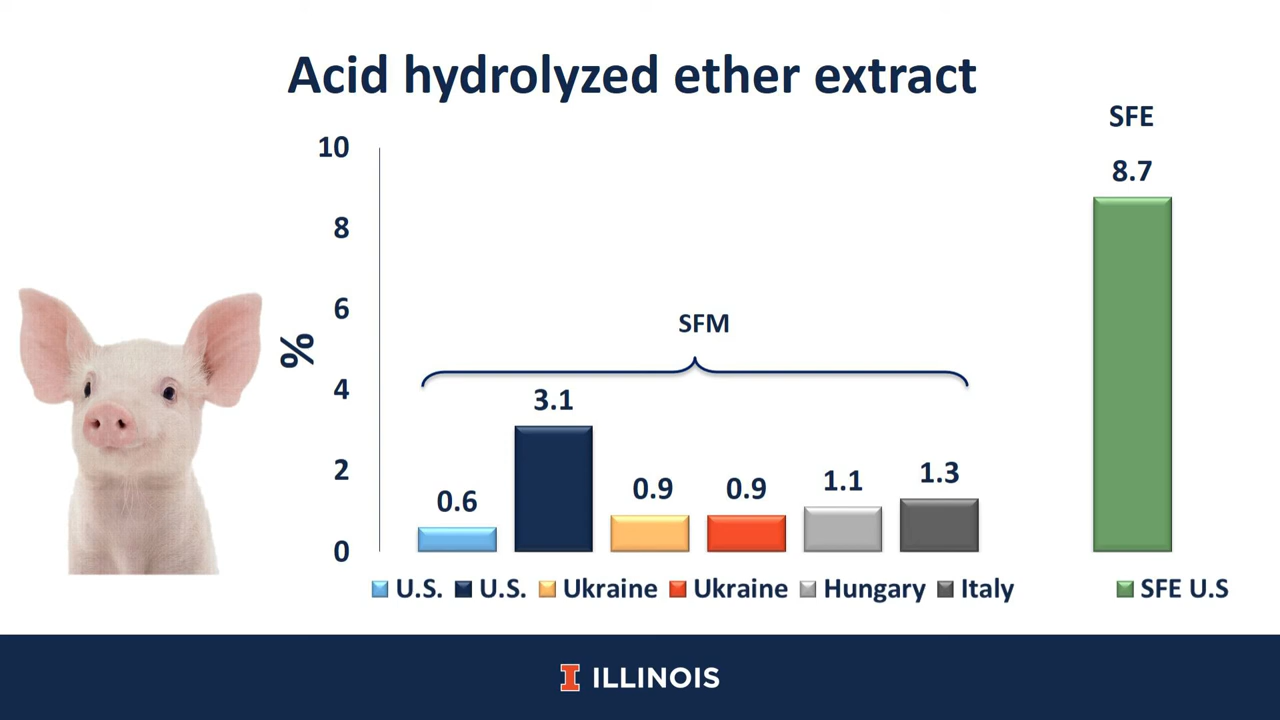 Acid hydrolyzed ether extract
SFE
8.7
10
8
6
4
2
0
%
SFM
0.6
3.1
0.9
0.9
1.1
1.3
U.S.
U.S.
Ukraine
Ukraine
Hungary
Italy
SFE U.S
I ILLINOIS